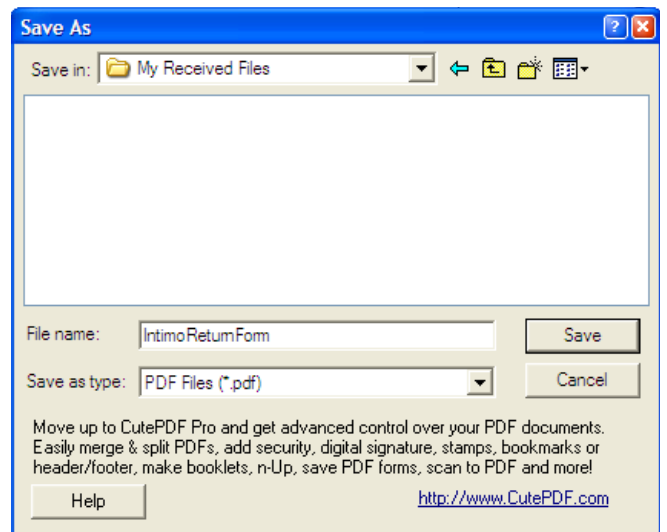 Save As
Save in: My Received Files
File name: IntimoReturnForm Save
Save as type: PDF Files (*.pdf) Cancel
Move up to CutePDF Pro and get advanced control over your PDF documents.
Easily merge & split PDFs, add security, digital signature, stamps, bookmarks or
header/footer, make booklets, n-Up, save PDF forms, scan to PDF and more!
Help http://www.CutePDF.com